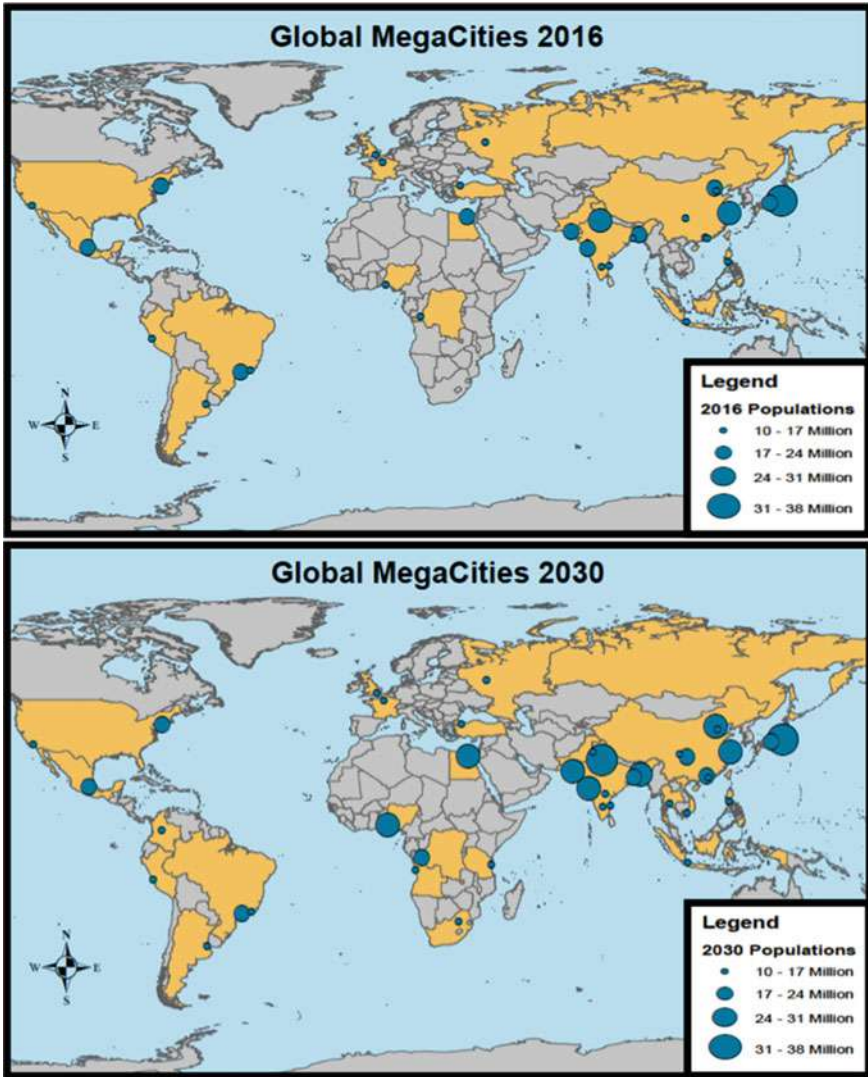 Global MegaCities 2016
N
W E
S
Legend
2016 Populations
10 - 17 Million
17 - 24 Million
24 - 31 Million
31 - 38 Million
Global MegaCities 2030
N
W E
S
Legend
2030 Populations
10 - 17 Million
17 - 24 Million
24 - 31 Million
31 - 38 Million